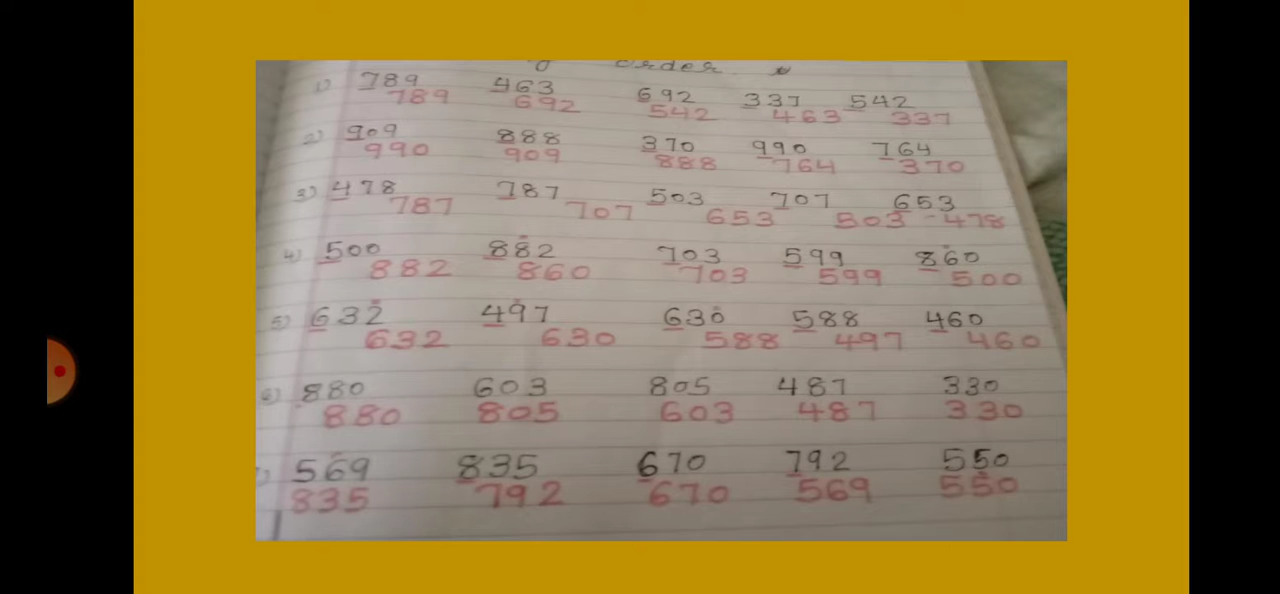 order
1) 789 463 692 337 542
789 692 542 463 337
2) 909 888 370 990 764
990 909 888 764 370
3) 478 787 503 707 653
787 707 653 503 - 478
4) 500 882 703 599 860
882 860 703 599 500
5) 632 497 630 588 460
632 630 588 497 460
6) 880 603 805 487 330
880 805 603 487 330
) 569 835 670 792 550
835 792 670 569 550